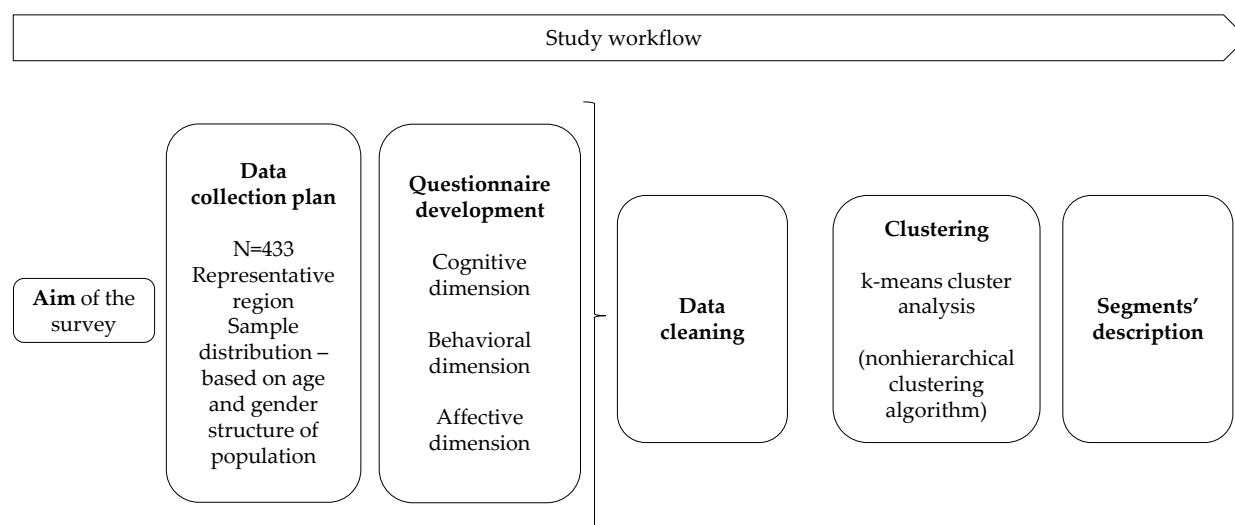 Study workflow
Aim of the
survey
Data
collection plan
N=433
Representative
region
Sample
distribution –
based on age
and gender
structure of
population
Questionnaire
development
Cognitive
dimension
Behavioral
dimension
Affective
dimension
Data
cleaning
Clustering
k-means cluster
analysis
(nonhierarchical
clustering
algorithm)
Segments’
description